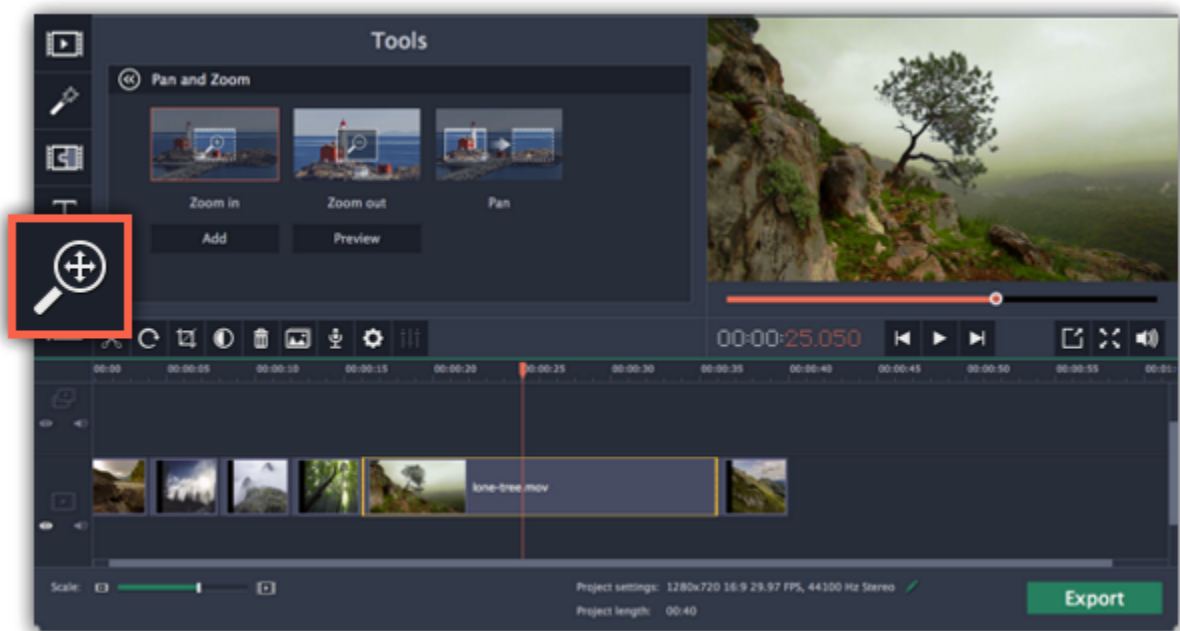 Tools
Pan and Zoom
Zoom in
Zoom out
Pan
Add
Preview
00:00:25.050
00:00 00:00:05 00:00:10 00:00:15 00:00:20 00:00:25 00:00:30 00:00:35 00:00:40 00:00:45 00:00:50 00:00:55 00:01:
lone-tree.mov
Scale:
Project settings: 1280x720 16:9 29.97 FPS, 44100 Hz Stereo
Project length: 00:40
Export